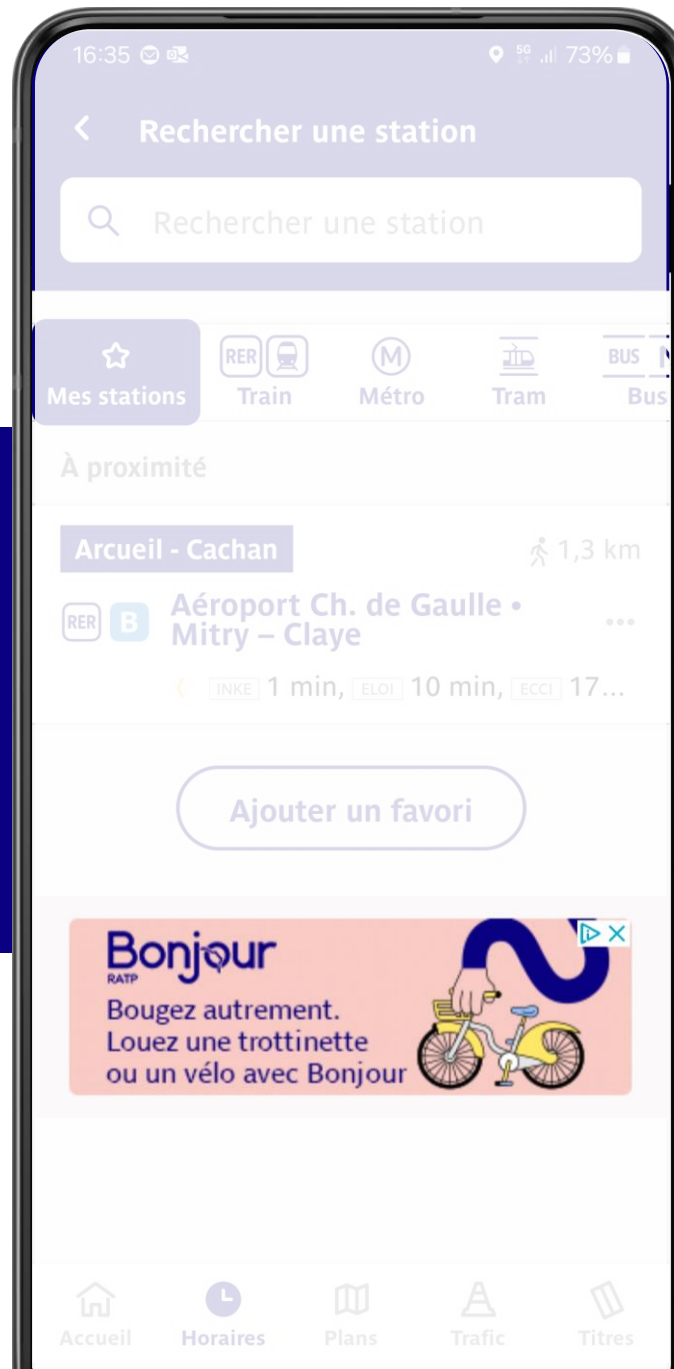 16:35
5G 73%
Rechercher une station
Rechercher une station
RER
M
BUS
Mes stations
Train
Métro
Tram
Bus
À proximité
Arcueil - Cachan
1,3 km
RER B
Aéroport Ch. de Gaulle •
Mitry – Claye
INKE 1 min, ELOI 10 min, ECCI 17...
Ajouter un favori
Bonjour
RATP
Bougez autrement.
Louez une trottinette
ou un vélo avec Bonjour
Accueil
Horaires
Plans
Trafic
Titres